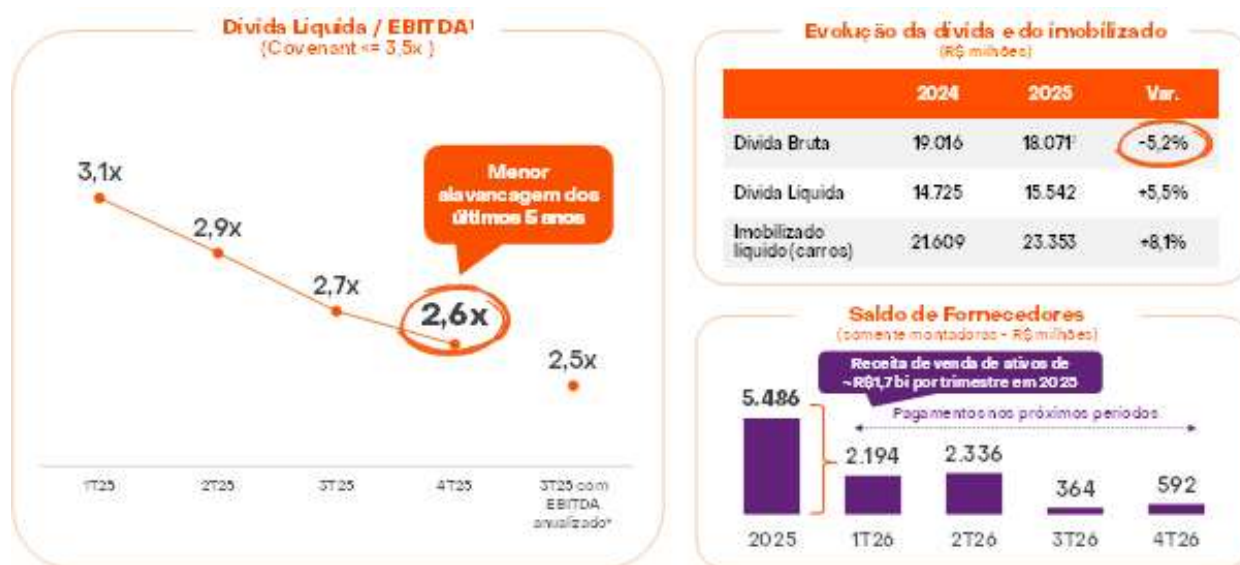 Dívida Líquida / EBITDA¹
(Covenant <= 3,5x )
3,1x
2,9x
2,7x
2,6x
2,5x
Menor
alavancagem dos
últimos 5 anos
1T25
2T25
3T25
4T25
3T25 com
EBITDA
anualizado*
Evolução da dívida e do imobilizado
(R$ milhões)
2024 2025 Var.
Dívida Bruta 19.016 18.071² -5,2%
Dívida Líquida 14.725 15.542 +5,5%
Imobilizado
líquido(carros) 21.609 23.353 +8,1%
Saldo de Fornecedores
(somente montadoras - R$ milhões)
Receita de venda de ativos de
~R$1,7 bi por trimestre em 2025
Pagamentos nos próximos períodos
5.486
2.194
2.336
364
592
2025
1T26
2T26
3T26
4T26